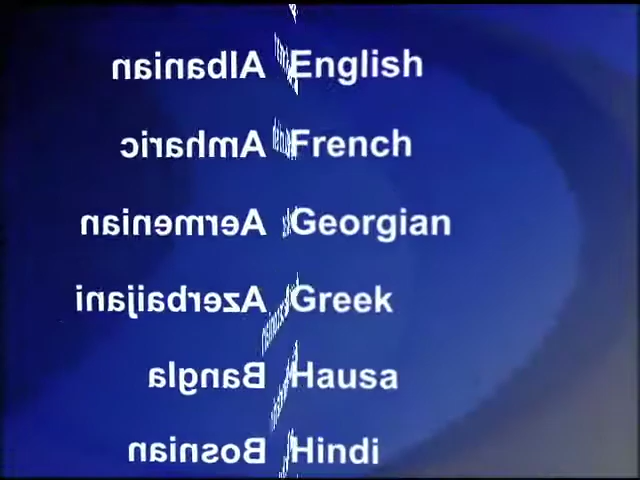 Albanian English
Amharic French
Aermenian Georgian
Azerbaijani Greek
Bangla Hausa
Bosnian Hindi